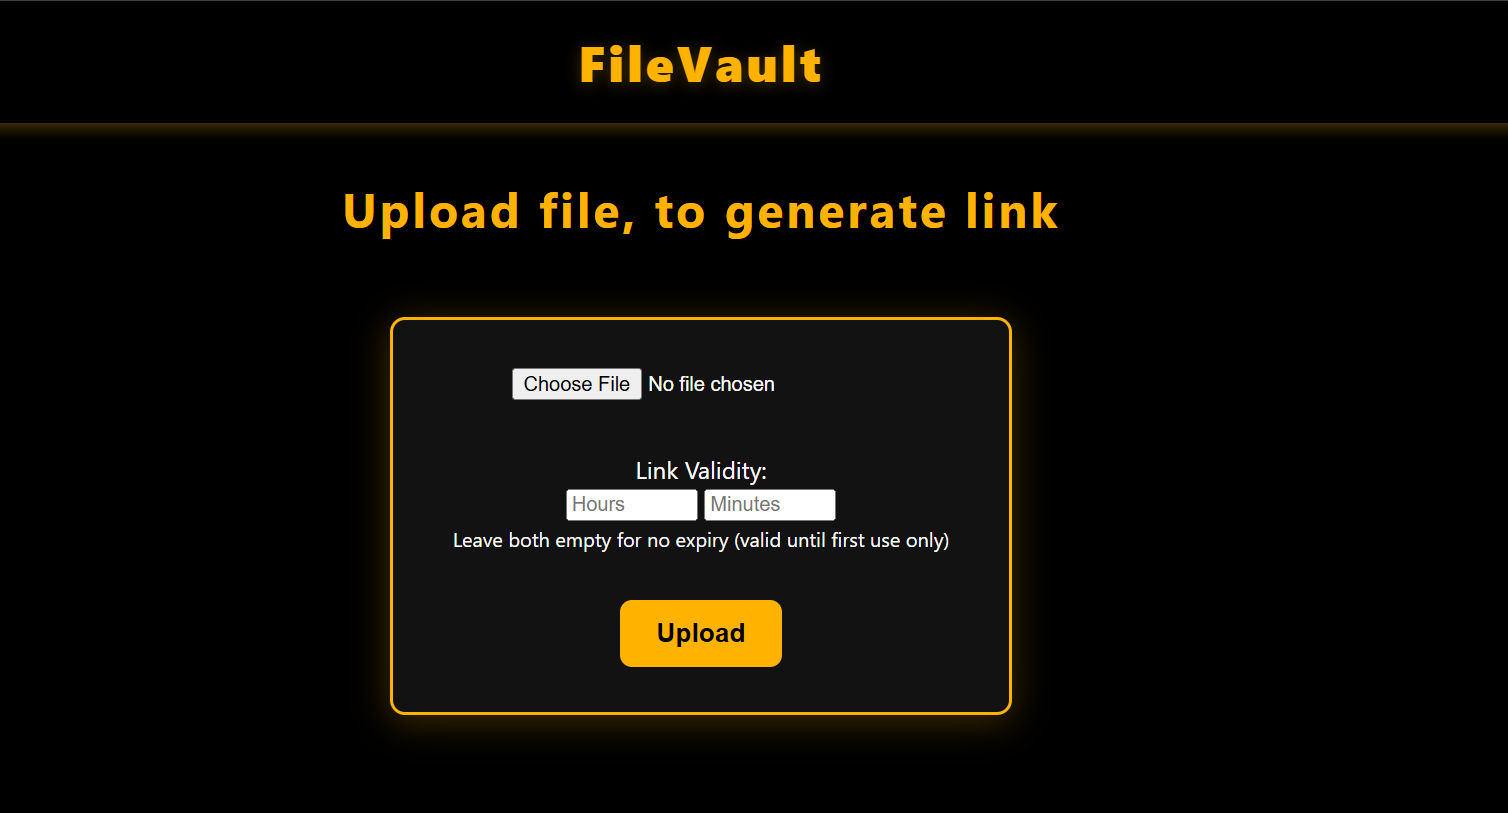 FileVault
Upload file, to generate link
Choose File No file chosen
Link Validity:
Hours Minutes
Leave both empty for no expiry (valid until first use only)
Upload